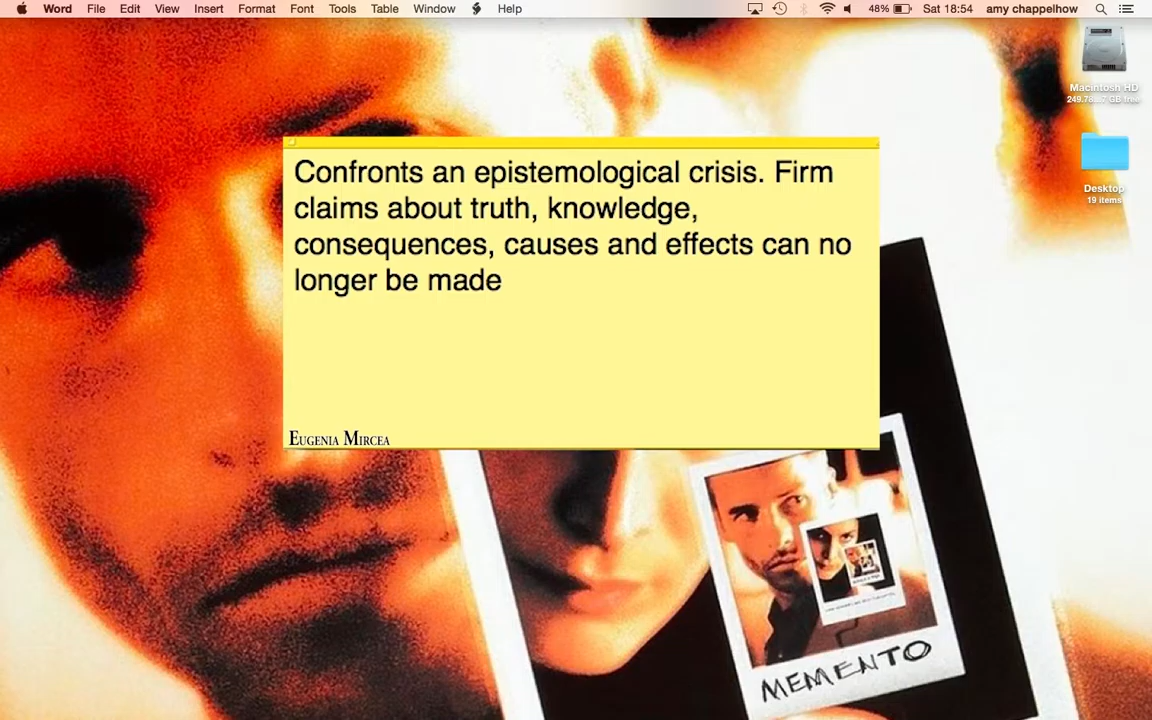 Word File Edit View Insert Format Font Tools Table Window Help 48% Sat 18:54 amy chappelhow
Macintosh HD
Desktop
19 items
Confronts an epistemological crisis. Firm
claims about truth, knowledge,
consequences, causes and effects can no
longer be made
EUGENIA MIRCEA
MEMENTO